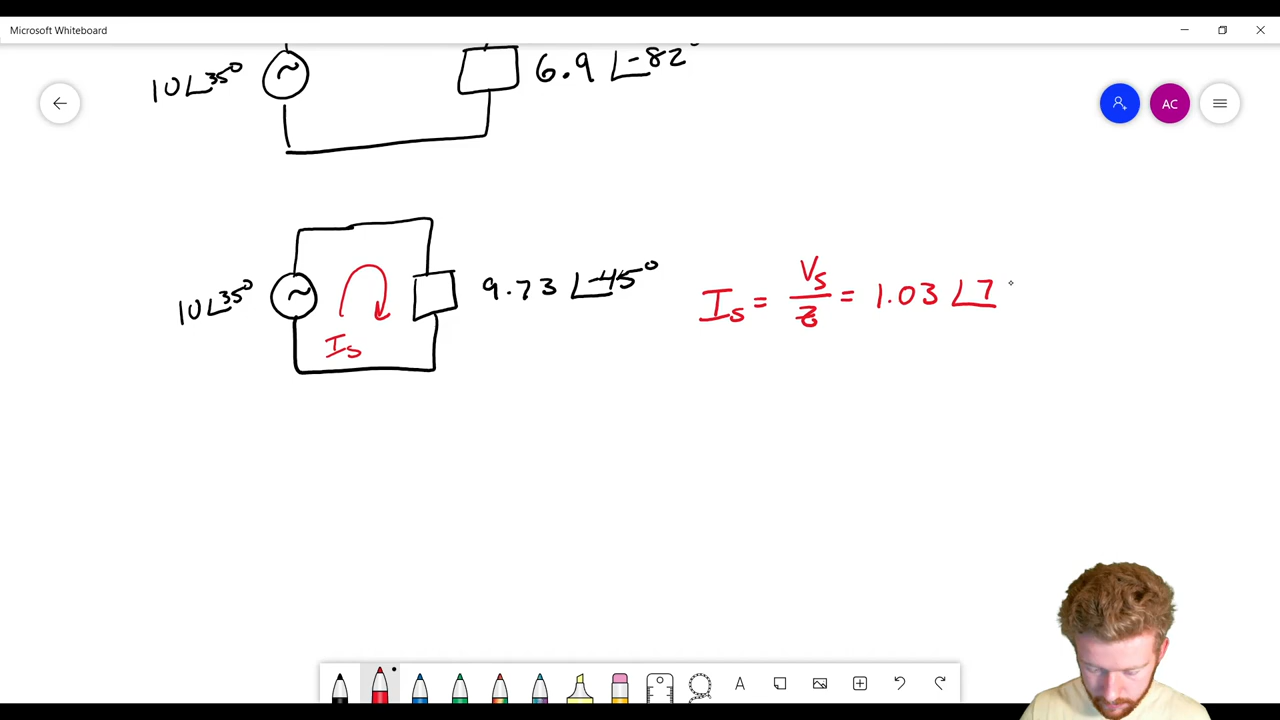 Microsoft Whiteboard
10∠35°
6.9 ∠-82°
AC
10∠35°
9.73 ∠-45°
Is
Is = Vs/Z = 1.03 ∠7
A